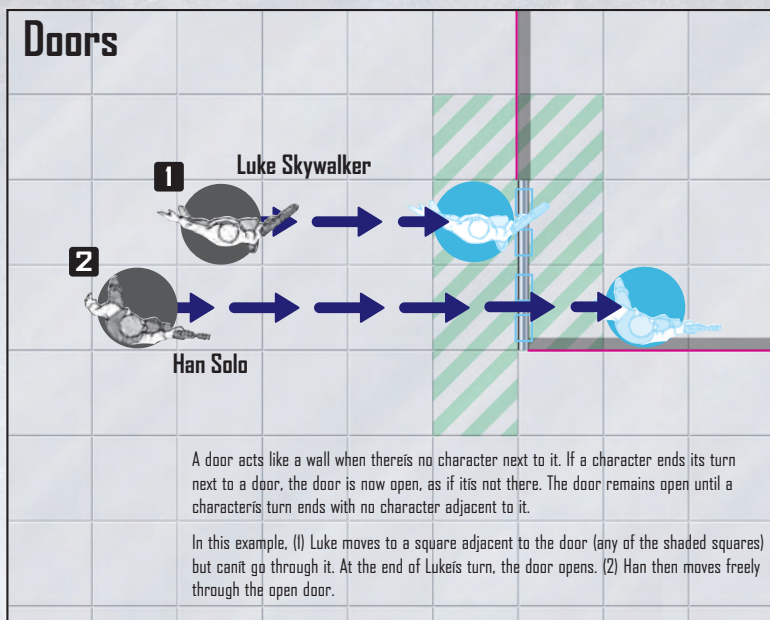 Doors
1
Luke Skywalker
2
Han Solo
A door acts like a wall when thereís no character next to it. If a character ends its turn
next to a door, the door is now open, as if itís not there. The door remains open until a
characterís turn ends with no character adjacent to it.
In this example, (1) Luke moves to a square adjacent to the door (any of the shaded squares)
but canít go through it. At the end of Lukeís turn, the door opens. (2) Han then moves freely
through the open door.